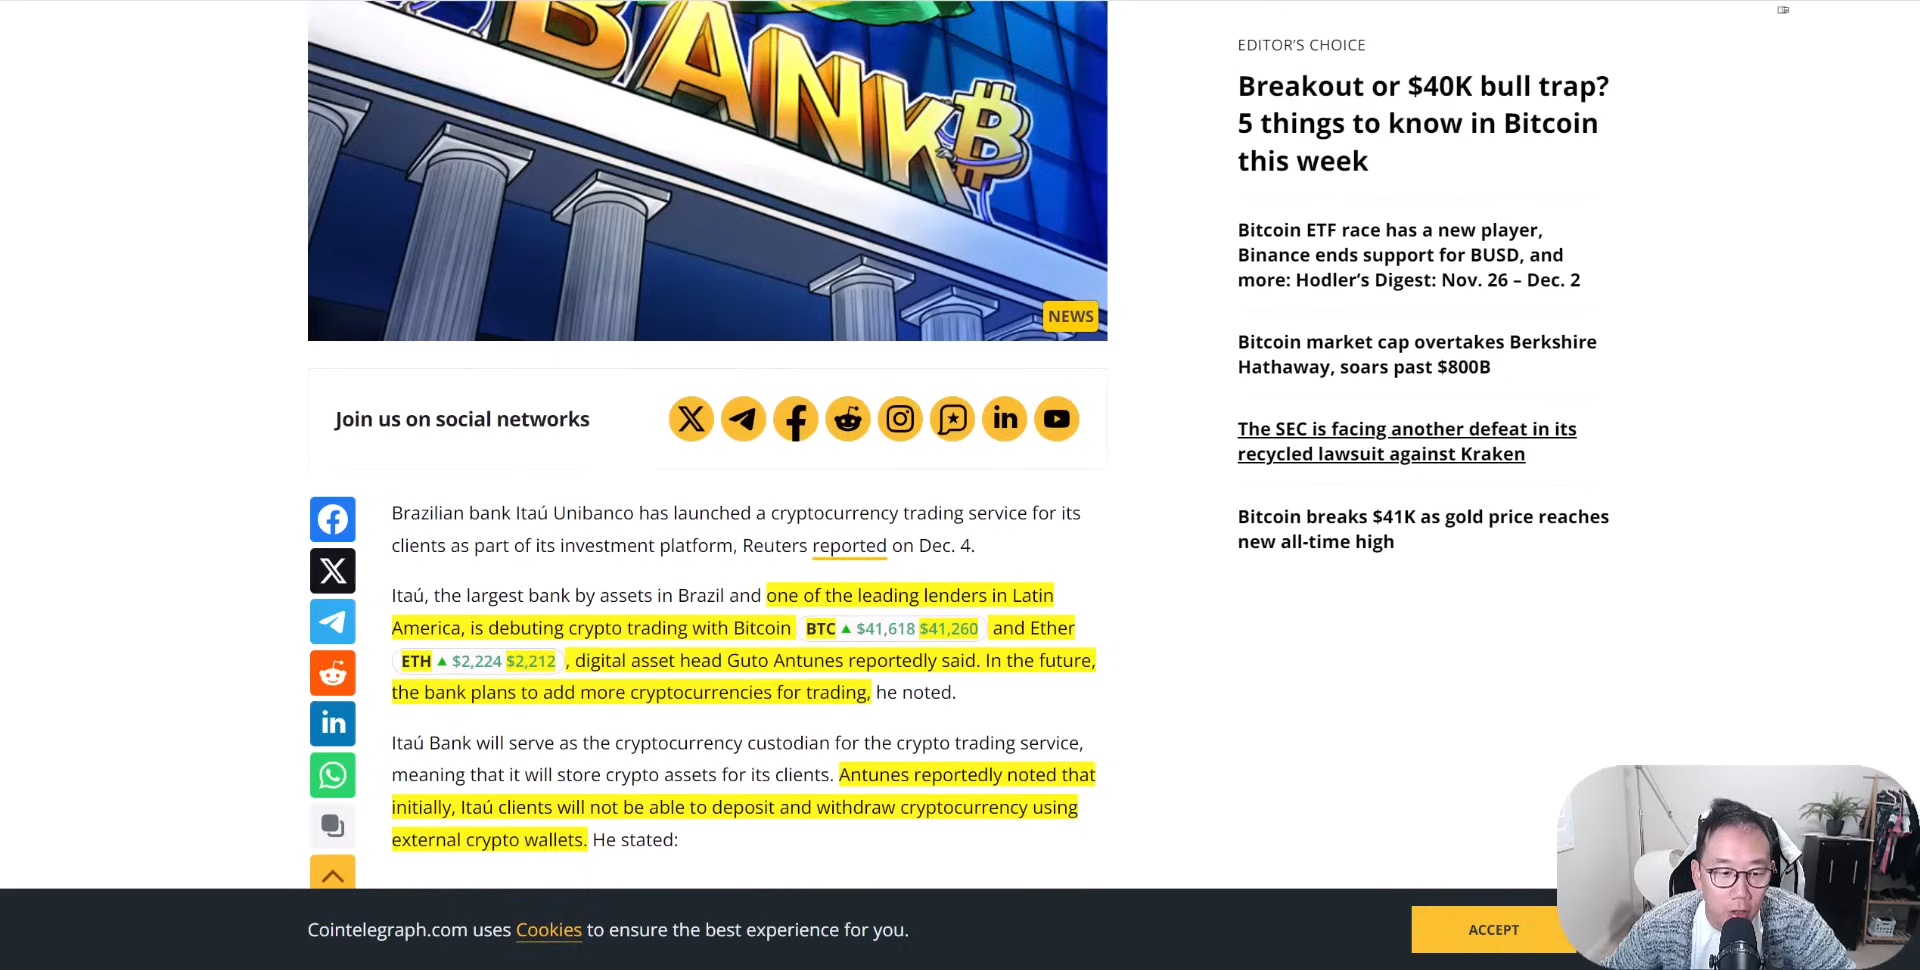 BANK
NEWS
Join us on social networks
Brazilian bank Itaú Unibanco has launched a cryptocurrency trading service for its
clients as part of its investment platform, Reuters reported on Dec. 4.
Itaú, the largest bank by assets in Brazil and one of the leading lenders in Latin
America, is debuting crypto trading with Bitcoin BTC ▲ $41,618 $41,260 and Ether
ETH ▲ $2,224 $2,212 , digital asset head Guto Antunes reportedly said. In the future,
the bank plans to add more cryptocurrencies for trading, he noted.
Itaú Bank will serve as the cryptocurrency custodian for the crypto trading service,
meaning that it will store crypto assets for its clients. Antunes reportedly noted that
initially, Itaú clients will not be able to deposit and withdraw cryptocurrency using
external crypto wallets. He stated:
EDITOR'S CHOICE
Breakout or $40K bull trap?
5 things to know in Bitcoin
this week
Bitcoin ETF race has a new player,
Binance ends support for BUSD, and
more: Hodler’s Digest: Nov. 26 – Dec. 2
Bitcoin market cap overtakes Berkshire
Hathaway, soars past $800B
The SEC is facing another defeat in its
recycled lawsuit against Kraken
Bitcoin breaks $41K as gold price reaches
new all-time high
Cointelegraph.com uses Cookies to ensure the best experience for you.
ACCEPT